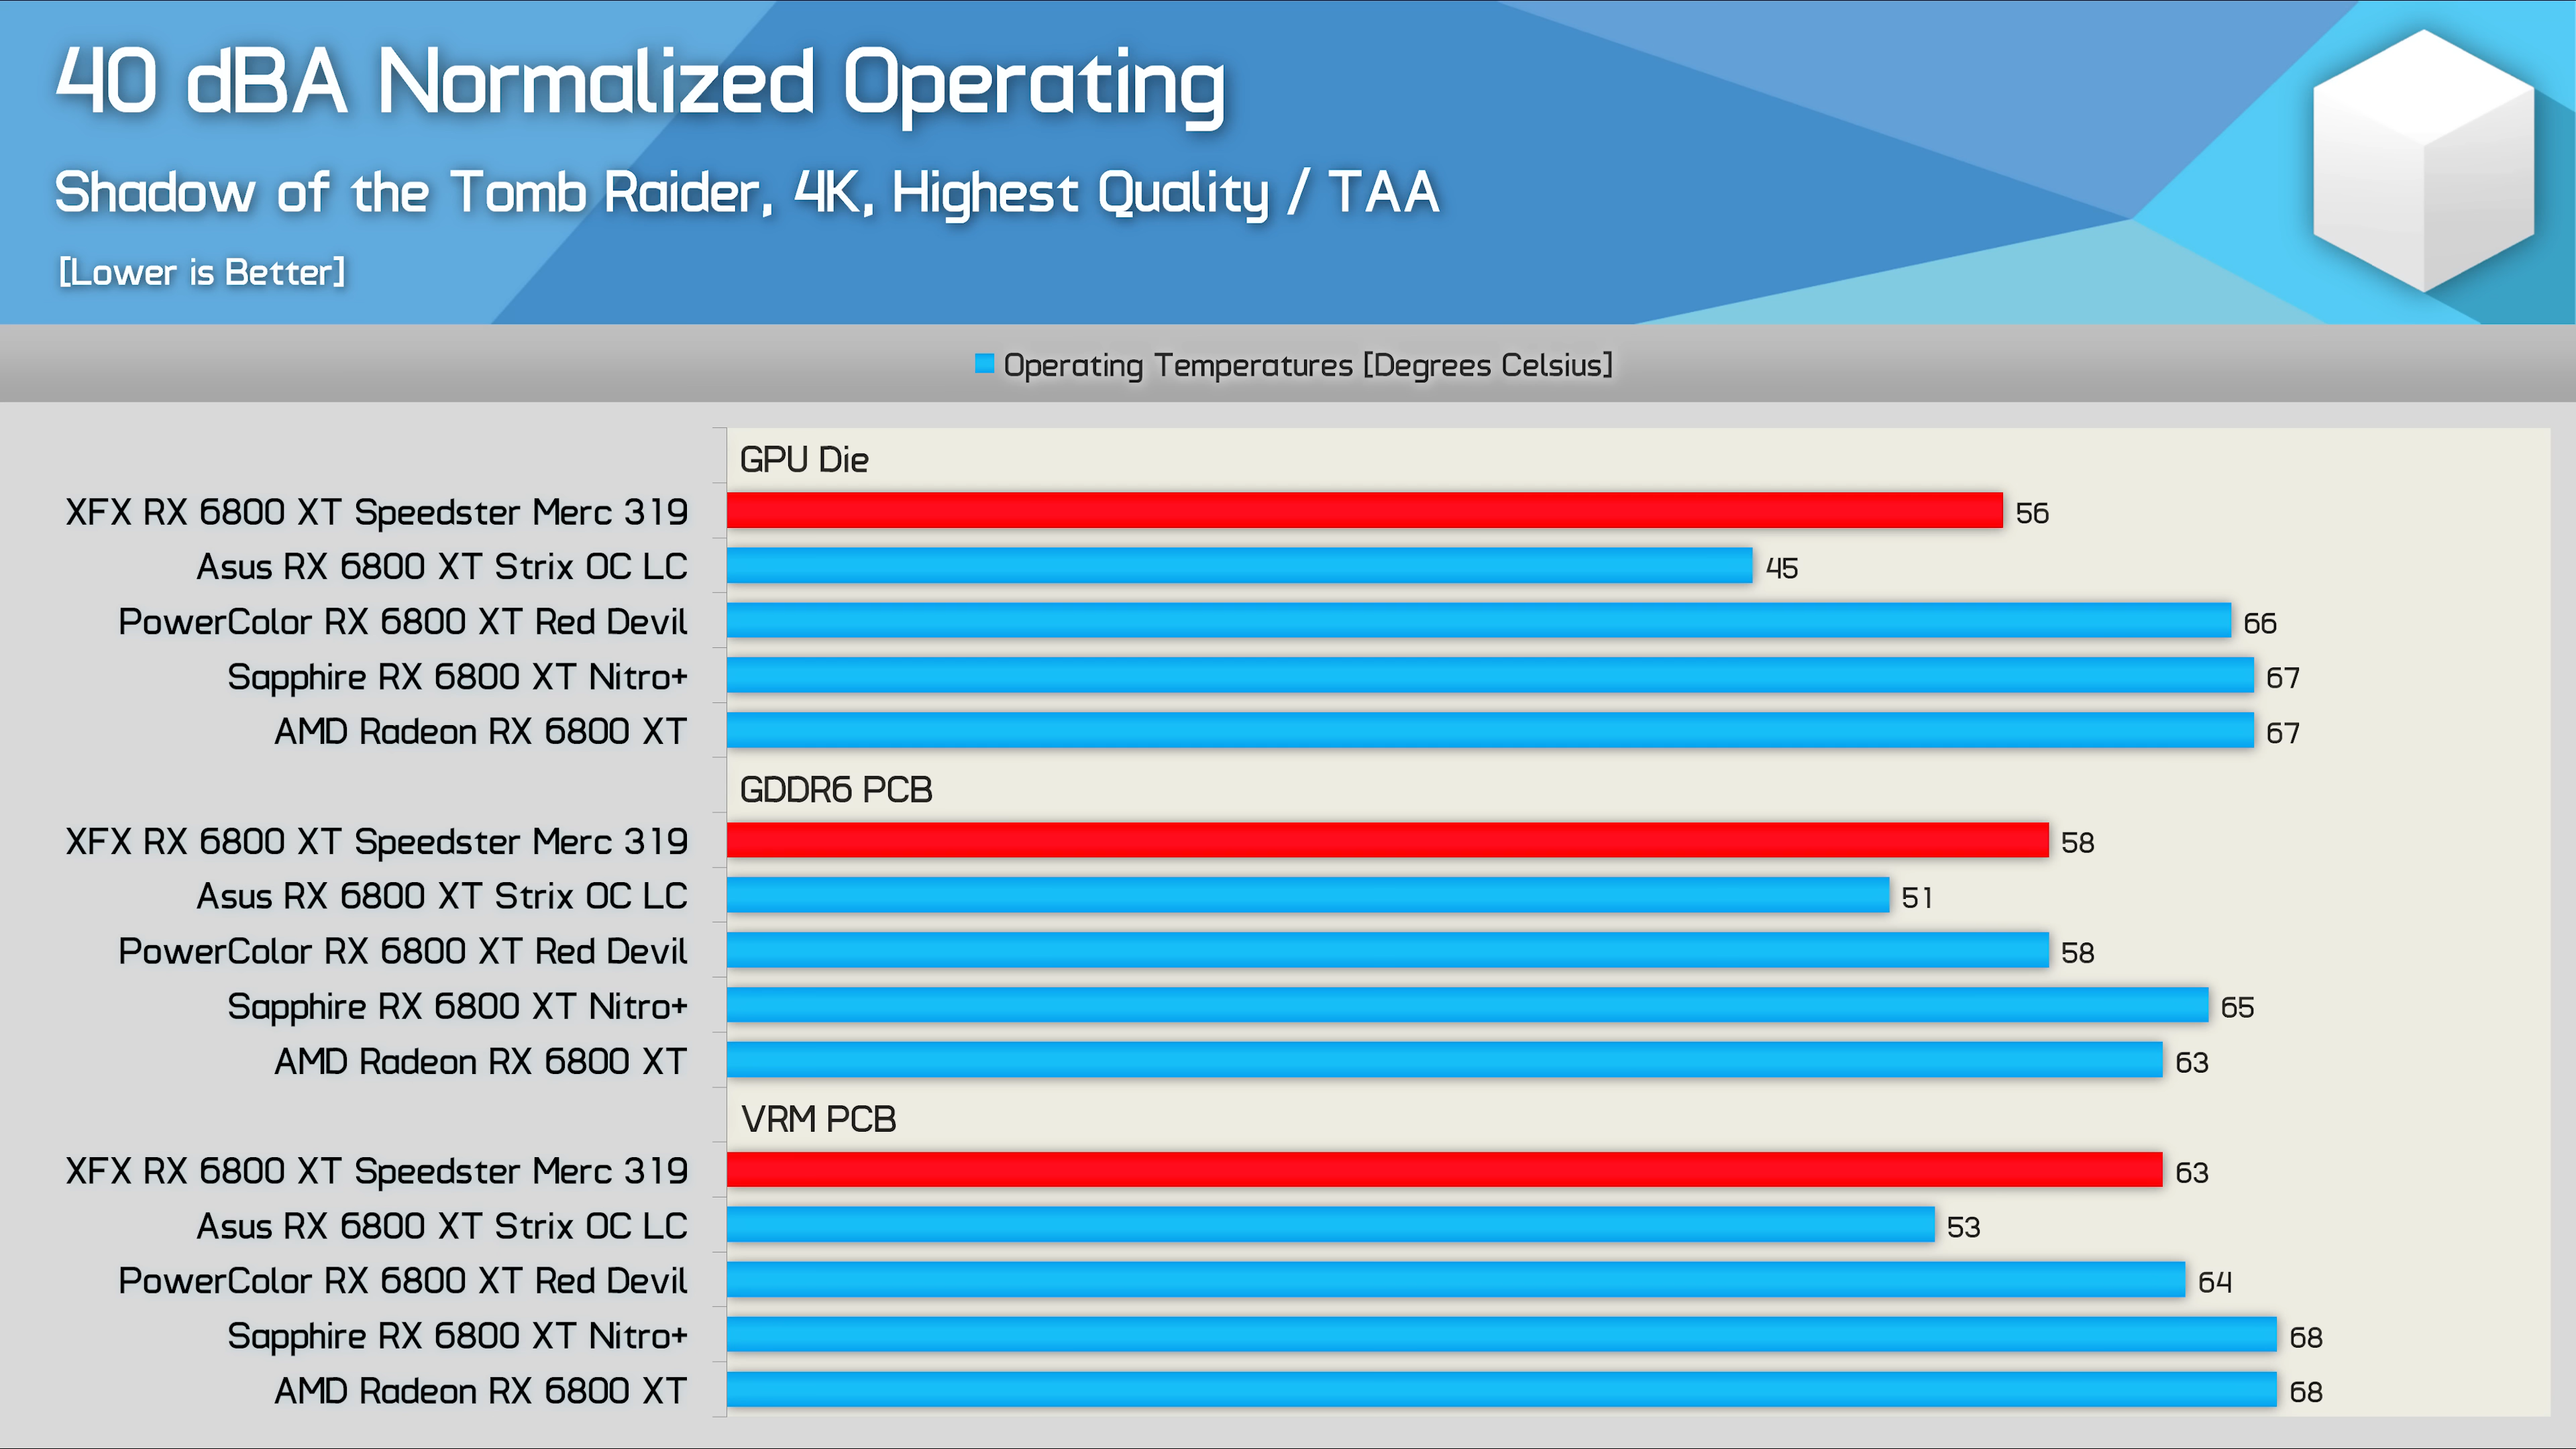 40 dBA Normalized Operating
Shadow of the Tomb Raider, 4K, Highest Quality / TAA
[Lower is Better]
Operating Temperatures [Degrees Celsius]
GPU Die
XFX RX 6800 XT Speedster Merc 319 56
Asus RX 6800 XT Strix OC LC 45
PowerColor RX 6800 XT Red Devil 66
Sapphire RX 6800 XT Nitro+ 67
AMD Radeon RX 6800 XT 67
GDDR6 PCB
XFX RX 6800 XT Speedster Merc 319 58
Asus RX 6800 XT Strix OC LC 51
PowerColor RX 6800 XT Red Devil 58
Sapphire RX 6800 XT Nitro+ 65
AMD Radeon RX 6800 XT 63
VRM PCB
XFX RX 6800 XT Speedster Merc 319 63
Asus RX 6800 XT Strix OC LC 53
PowerColor RX 6800 XT Red Devil 64
Sapphire RX 6800 XT Nitro+ 68
AMD Radeon RX 6800 XT 68